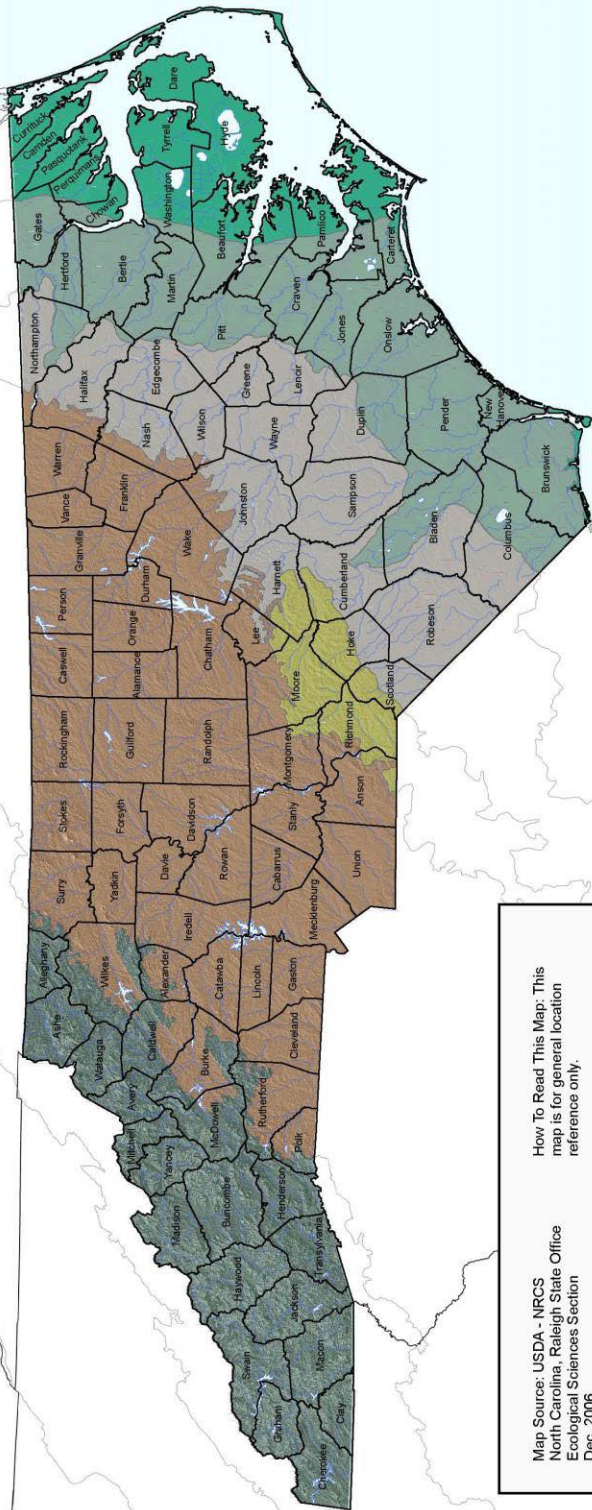 Currituck
Camden
Pasquotank
Perquimans
Chowan
Gates
Hertford
Northampton
Bertie
Martin
Washington
Tyrrell
Dare
Hyde
Beaufort
Pamlico
Carteret
Craven
Jones
Onslow
Pitt
Halifax
Edgecombe
Nash
Wilson
Greene
Lenoir
Wayne
Duplin
Pender
New
Hanover
Brunswick
Columbus
Bladen
Sampson
Johnston
Warren
Vance
Franklin
Granville
Wake
Harnett
Cumberland
Robeson
Hoke
Scotland
Person
Durham
Orange
Caswell
Alamance
Chatham
Lee
Moore
Richmond
Rockingham
Guilford
Randolph
Montgomery
Anson
Stokes
Forsyth
Davidson
Stanly
Union
Surry
Yadkin
Davie
Rowan
Cabarrus
Mecklenburg
Iredell
Alleghany
Wilkes
Alexander
Catawba
Lincoln
Gaston
Ashe
Watauga
Caldwell
Burke
Cleveland
Avery
Mitchell
Yancey
McDowell
Rutherford
Polk
Madison
Buncombe
Henderson
Transylvania
Haywood
Jackson
Swain
Macon
Graham
Clay
Cherokee
Map Source: USDA - NRCS
North Carolina, Raleigh State Office
Ecological Sciences Section
Dec. 2006
How To Read This Map: This
map is for general location
reference only.